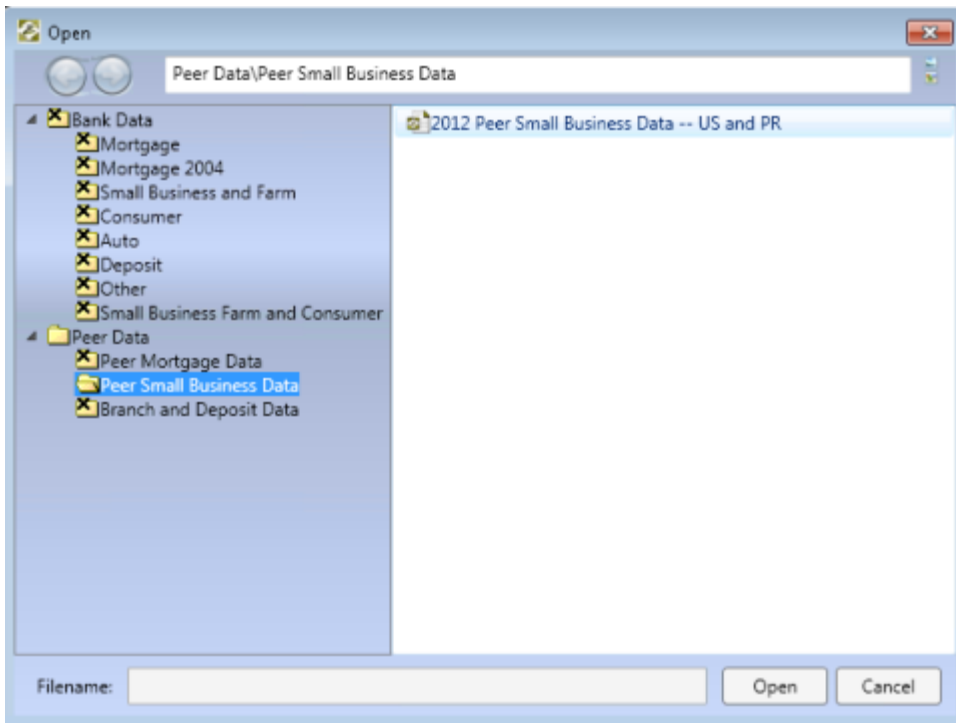 Open
Peer Data\Peer Small Business Data
Bank Data
Mortgage
Mortgage 2004
Small Business and Farm
Consumer
Auto
Deposit
Other
Small Business Farm and Consumer
Peer Data
Peer Mortgage Data
Peer Small Business Data
Branch and Deposit Data
2012 Peer Small Business Data -- US and PR
Filename:
Open
Cancel